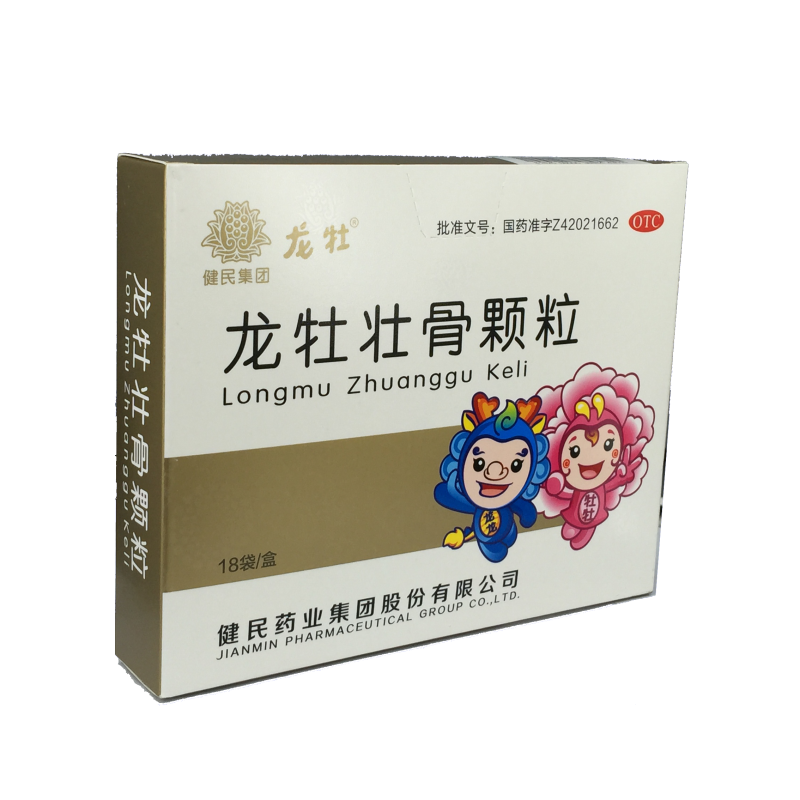 龙牡®
健民集团
批准文号：国药准字Z42021662
OTC
龙牡壮骨颗粒
Longmu Zhuanggu Keli
牡牡
18袋/盒
健民药业集团股份有限公司
JIANMIN PHARMACEUTICAL GROUP CO.,LTD.
龙牡壮骨颗粒
Longmu Zhuanggu Keli